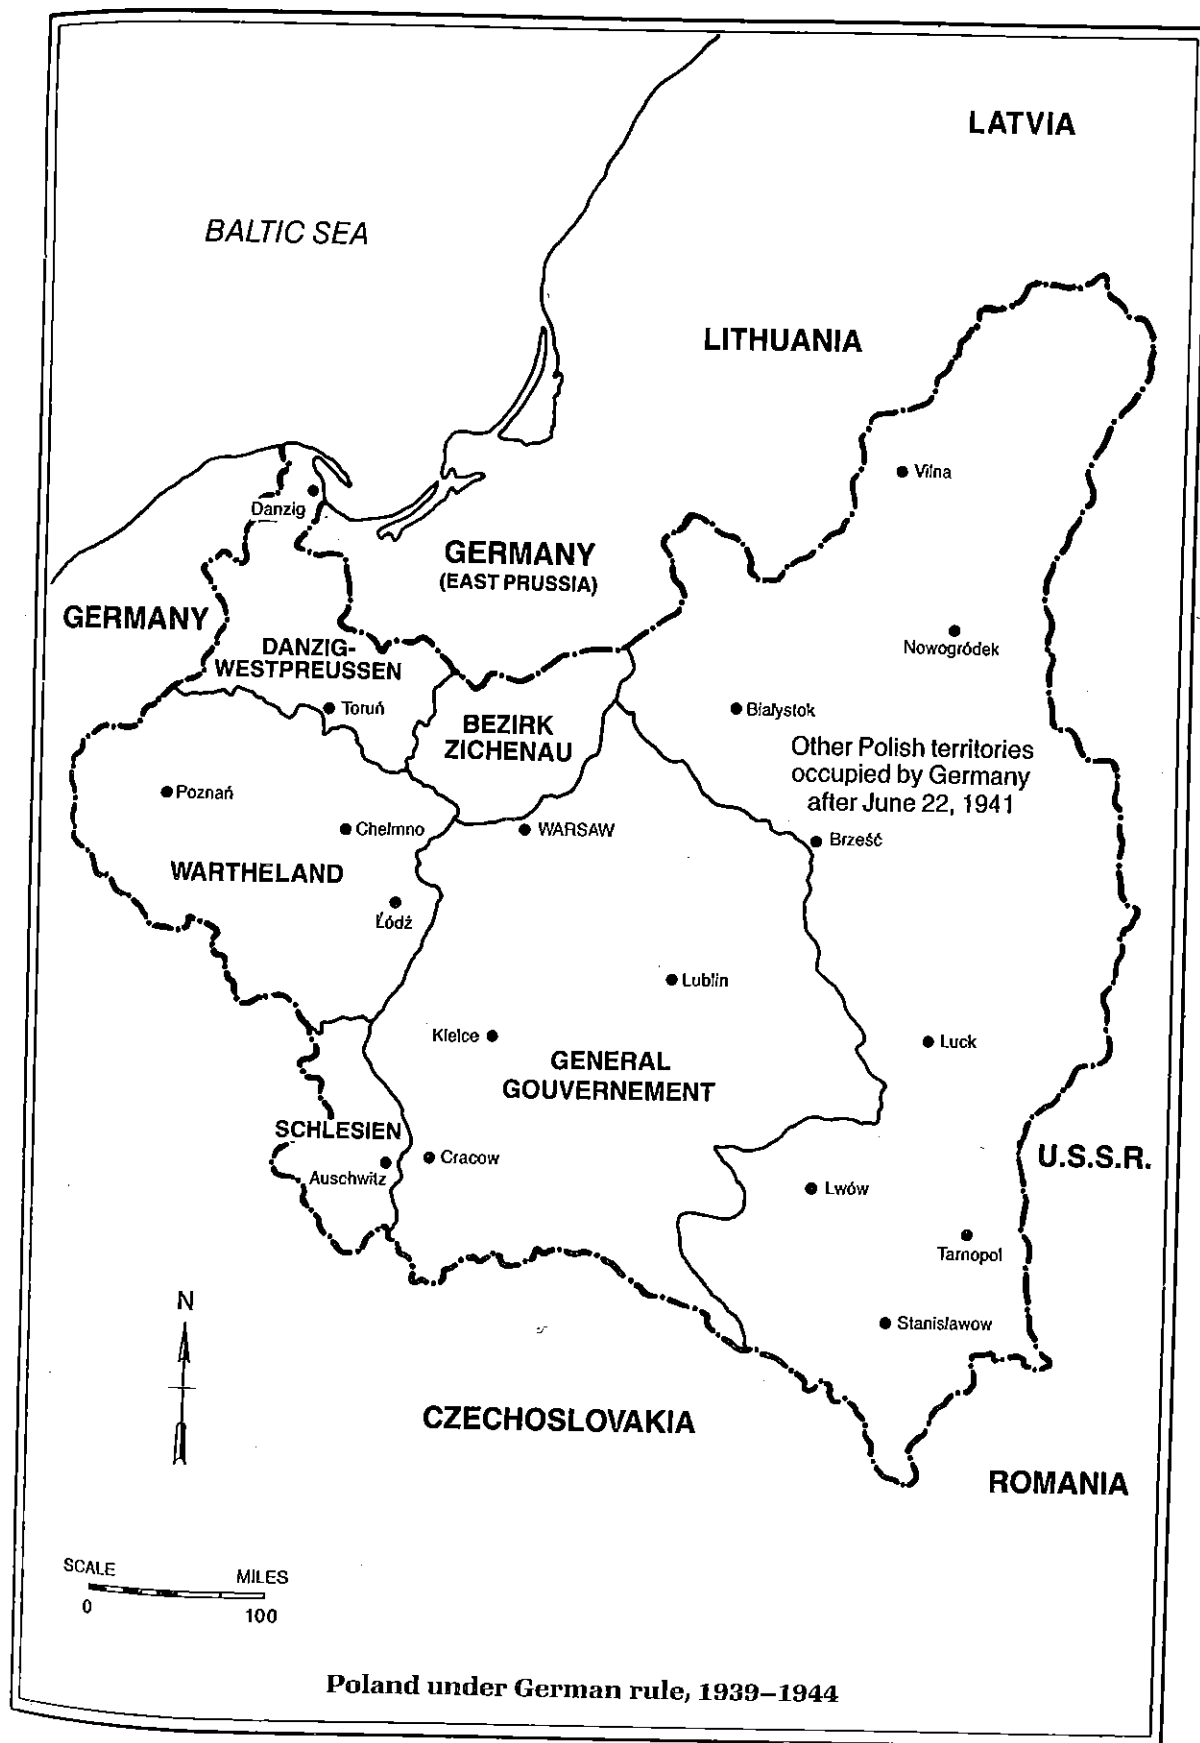 LATVIA
BALTIC SEA
LITHUANIA
Vilna
Danzig
GERMANY
(EAST PRUSSIA)
GERMANY
DANZIG-
WESTPREUSSEN
Nowogródek
Toruń
BEZIRK
ZICHENAU
Białystok
Other Polish territories
occupied by Germany
after June 22, 1941
Poznań
Chelmno
WARSAW
Brześć
WARTHELAND
Łódź
Lublin
Kielce
Luck
GENERAL
GOUVERNEMENT
SCHLESIEN
Cracow
U.S.S.R.
Auschwitz
Lwów
Tarnopol
N
Stanisławow
CZECHOSLOVAKIA
ROMANIA
SCALE MILES
0 100
Poland under German rule, 1939–1944